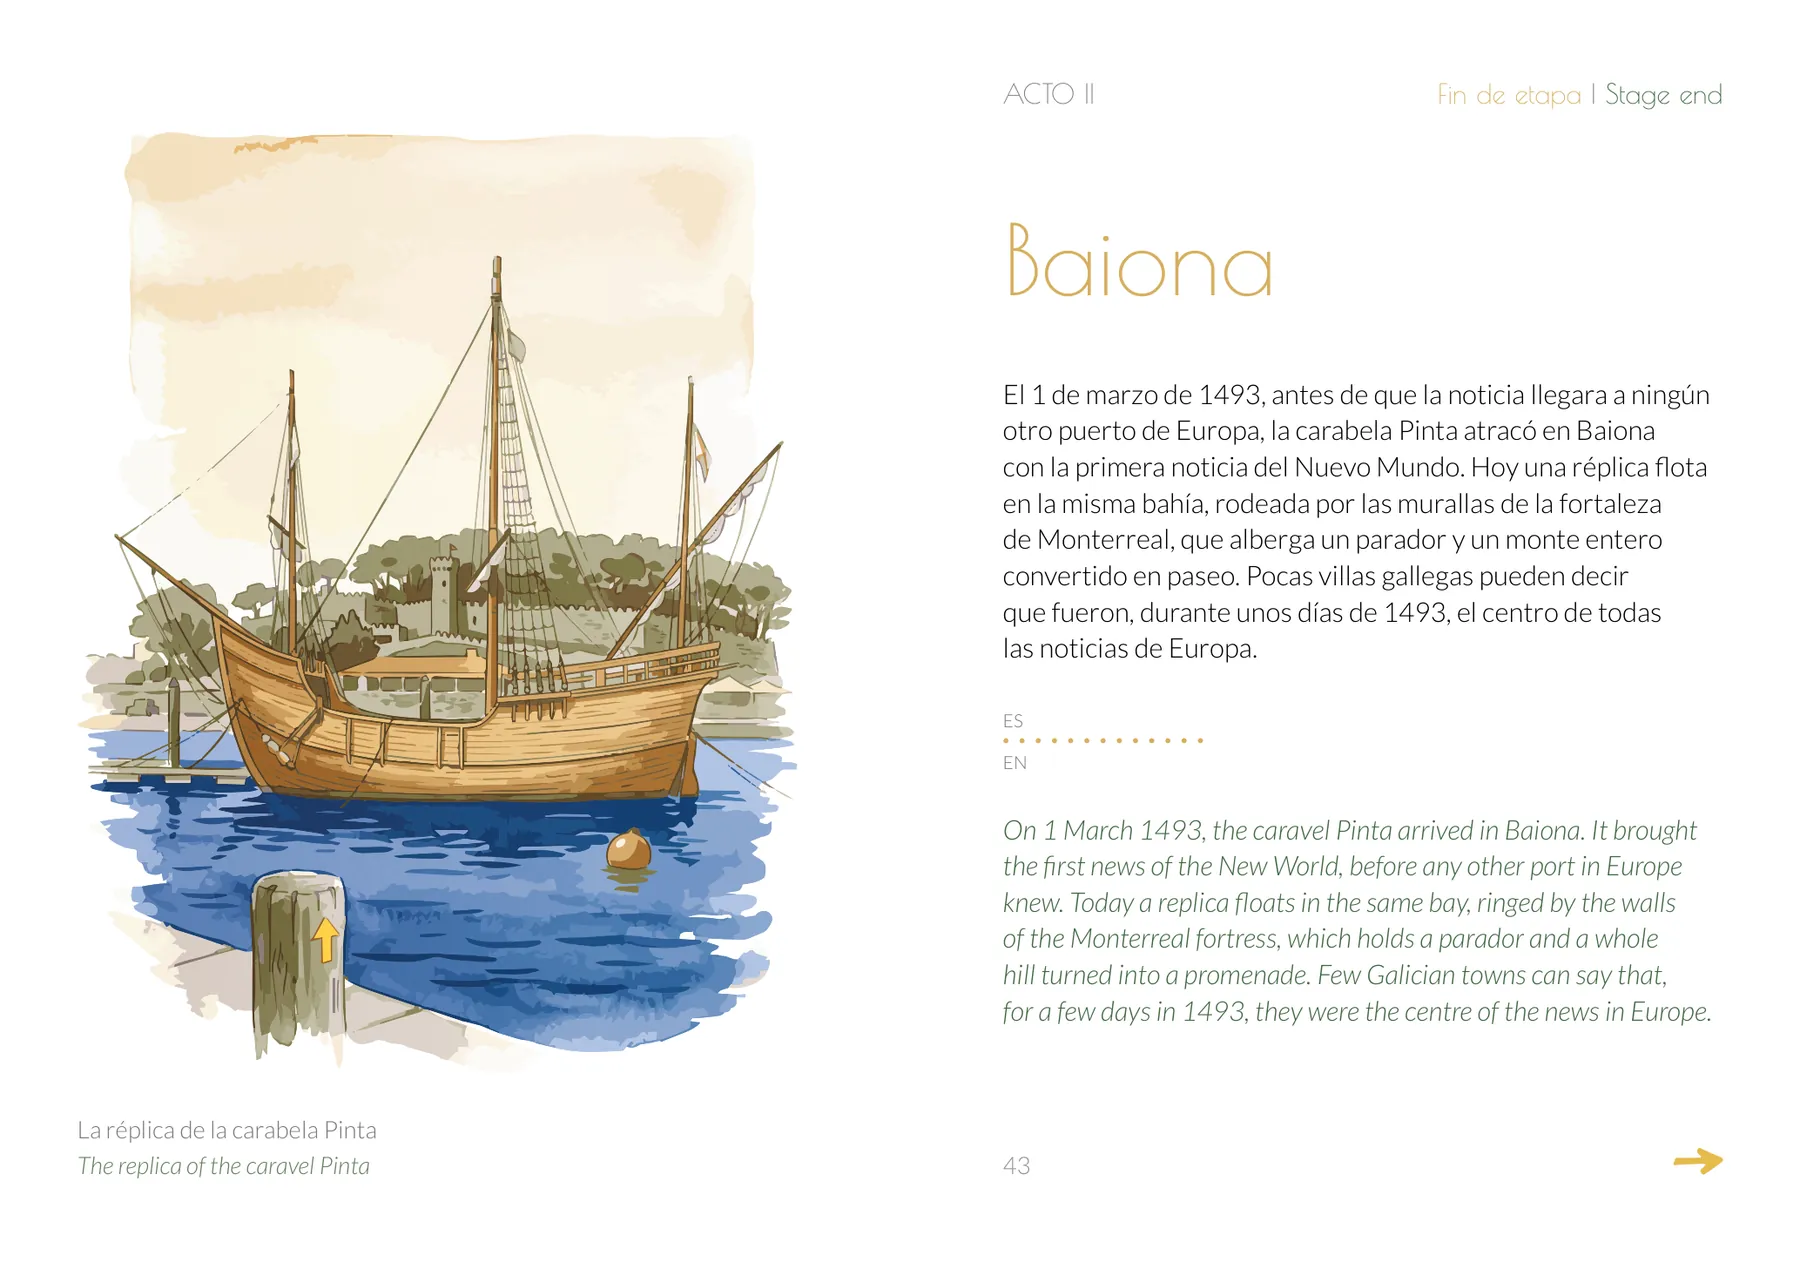 ACTO II
Fin de etapa | Stage end
Baiona
El 1 de marzo de 1493, antes de que la noticia llegara a ningún
otro puerto de Europa, la carabela Pinta atracó en Baiona
con la primera noticia del Nuevo Mundo. Hoy una réplica flota
en la misma bahía, rodeada por las murallas de la fortaleza
de Monterreal, que alberga un parador y un monte entero
convertido en paseo. Pocas villas gallegas pueden decir
que fueron, durante unos días de 1493, el centro de todas
las noticias de Europa.
ES
EN
On 1 March 1493, the caravel Pinta arrived in Baiona. It brought
the first news of the New World, before any other port in Europe
knew. Today a replica floats in the same bay, ringed by the walls
of the Monterreal fortress, which holds a parador and a whole
hill turned into a promenade. Few Galician towns can say that,
for a few days in 1493, they were the centre of the news in Europe.
La réplica de la carabela Pinta
The replica of the caravel Pinta
43